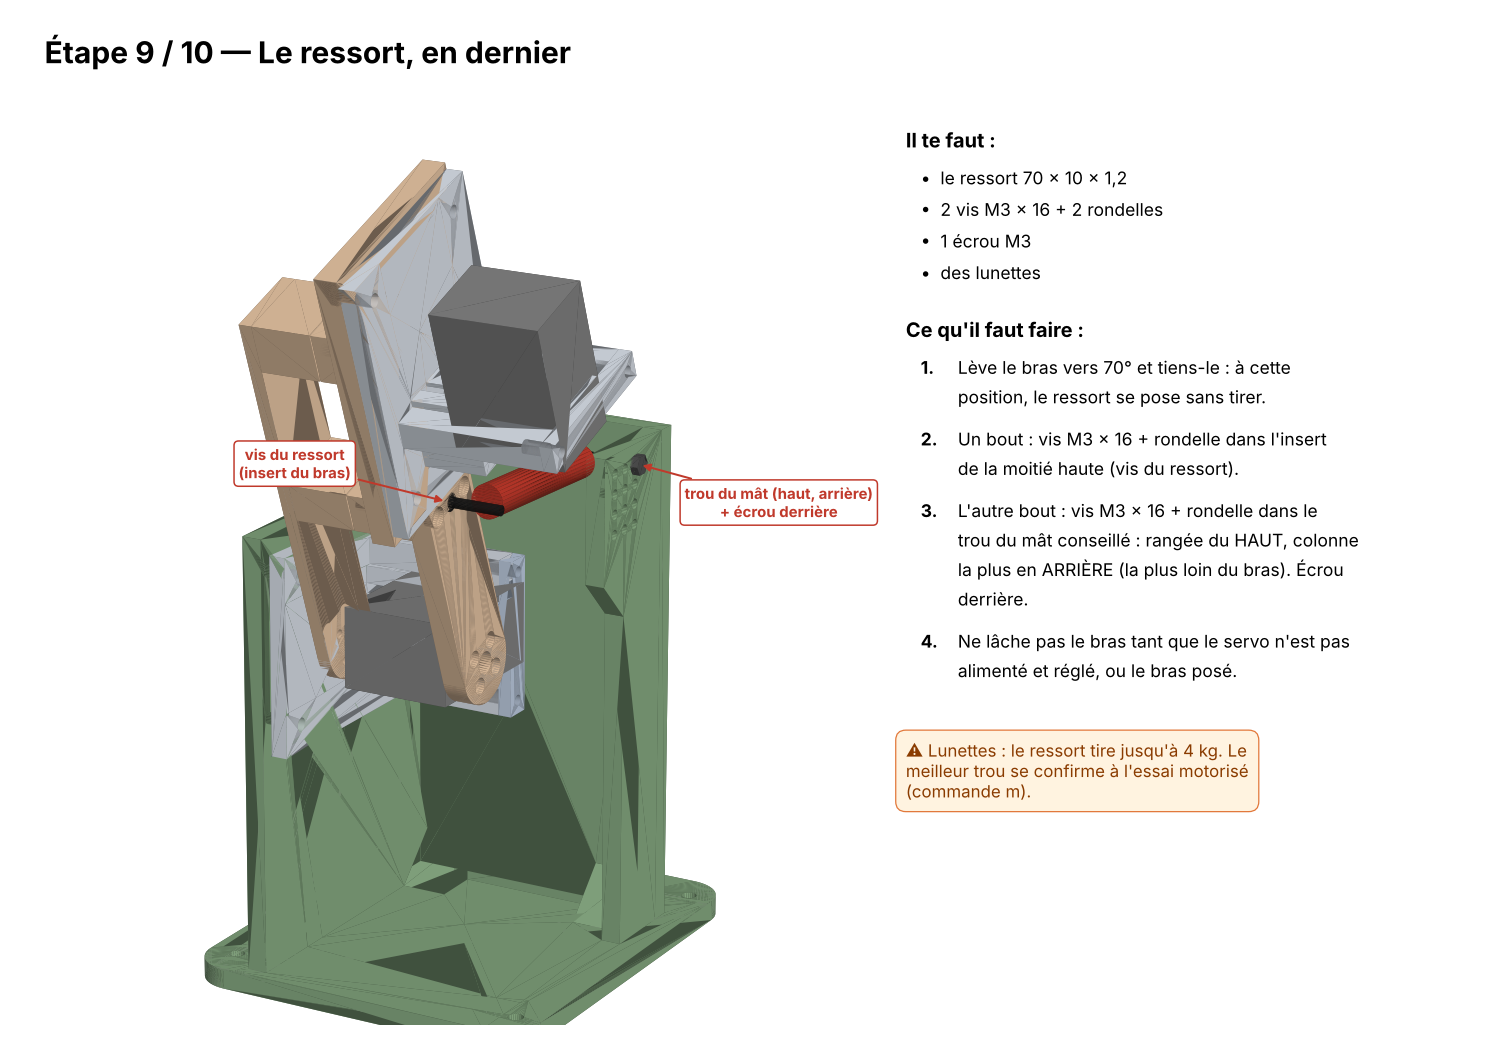 Étape 9 / 10 — Le ressort, en dernier
vis du ressort
(insert du bras)
trou du mât (haut, arrière)
+ écrou derrière
Il te faut :
• le ressort 70 × 10 × 1,2
• 2 vis M3 × 16 + 2 rondelles
• 1 écrou M3
• des lunettes
Ce qu'il faut faire :
1. Lève le bras vers 70° et tiens-le : à cette
position, le ressort se pose sans tirer.
2. Un bout : vis M3 × 16 + rondelle dans l'insert
de la moitié haute (vis du ressort).
3. L'autre bout : vis M3 × 16 + rondelle dans le
trou du mât conseillé : rangée du HAUT, colonne
la plus en ARRIÈRE (la plus loin du bras). Écrou
derrière.
4. Ne lâche pas le bras tant que le servo n'est pas
alimenté et réglé, ou le bras posé.
⚠ Lunettes : le ressort tire jusqu'à 4 kg. Le
meilleur trou se confirme à l'essai motorisé
(commande m).